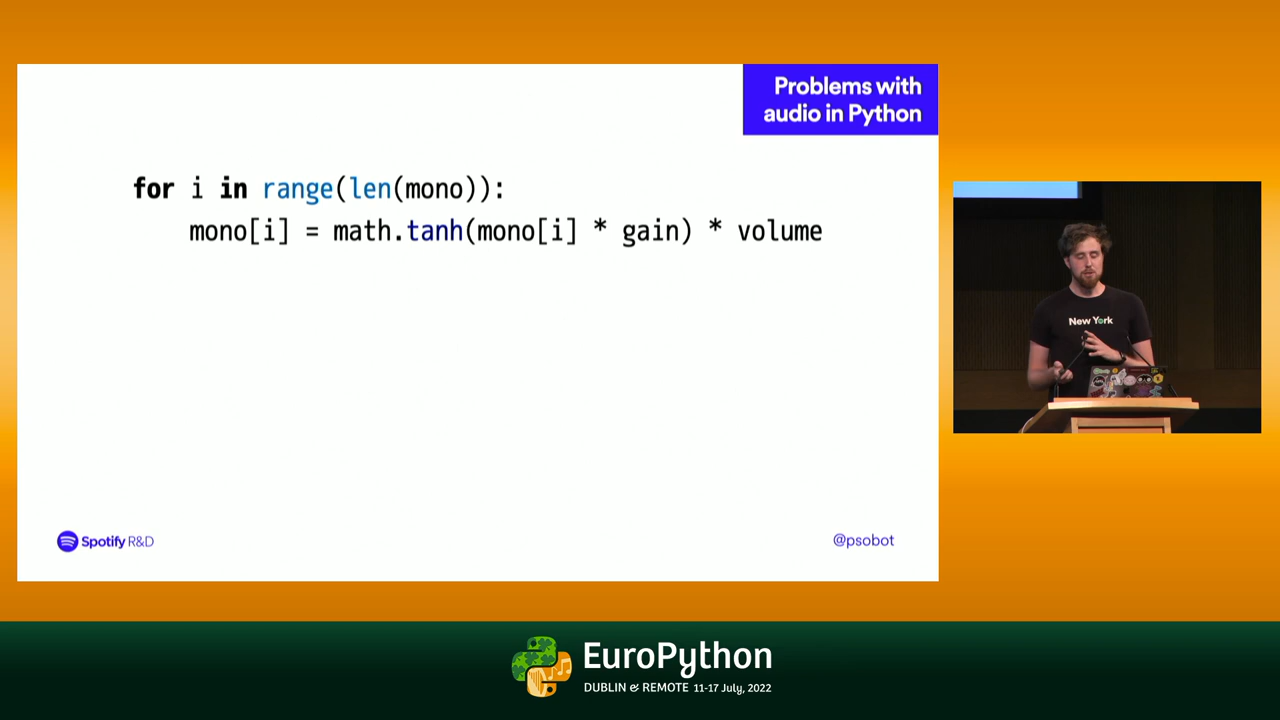 Problems with
audio in Python
for i in range(len(mono)):
    mono[i] = math.tanh(mono[i] * gain) * volume
New York
Spotify R&D
@psobot
EuroPython
DUBLIN & REMOTE 11-17 July, 2022